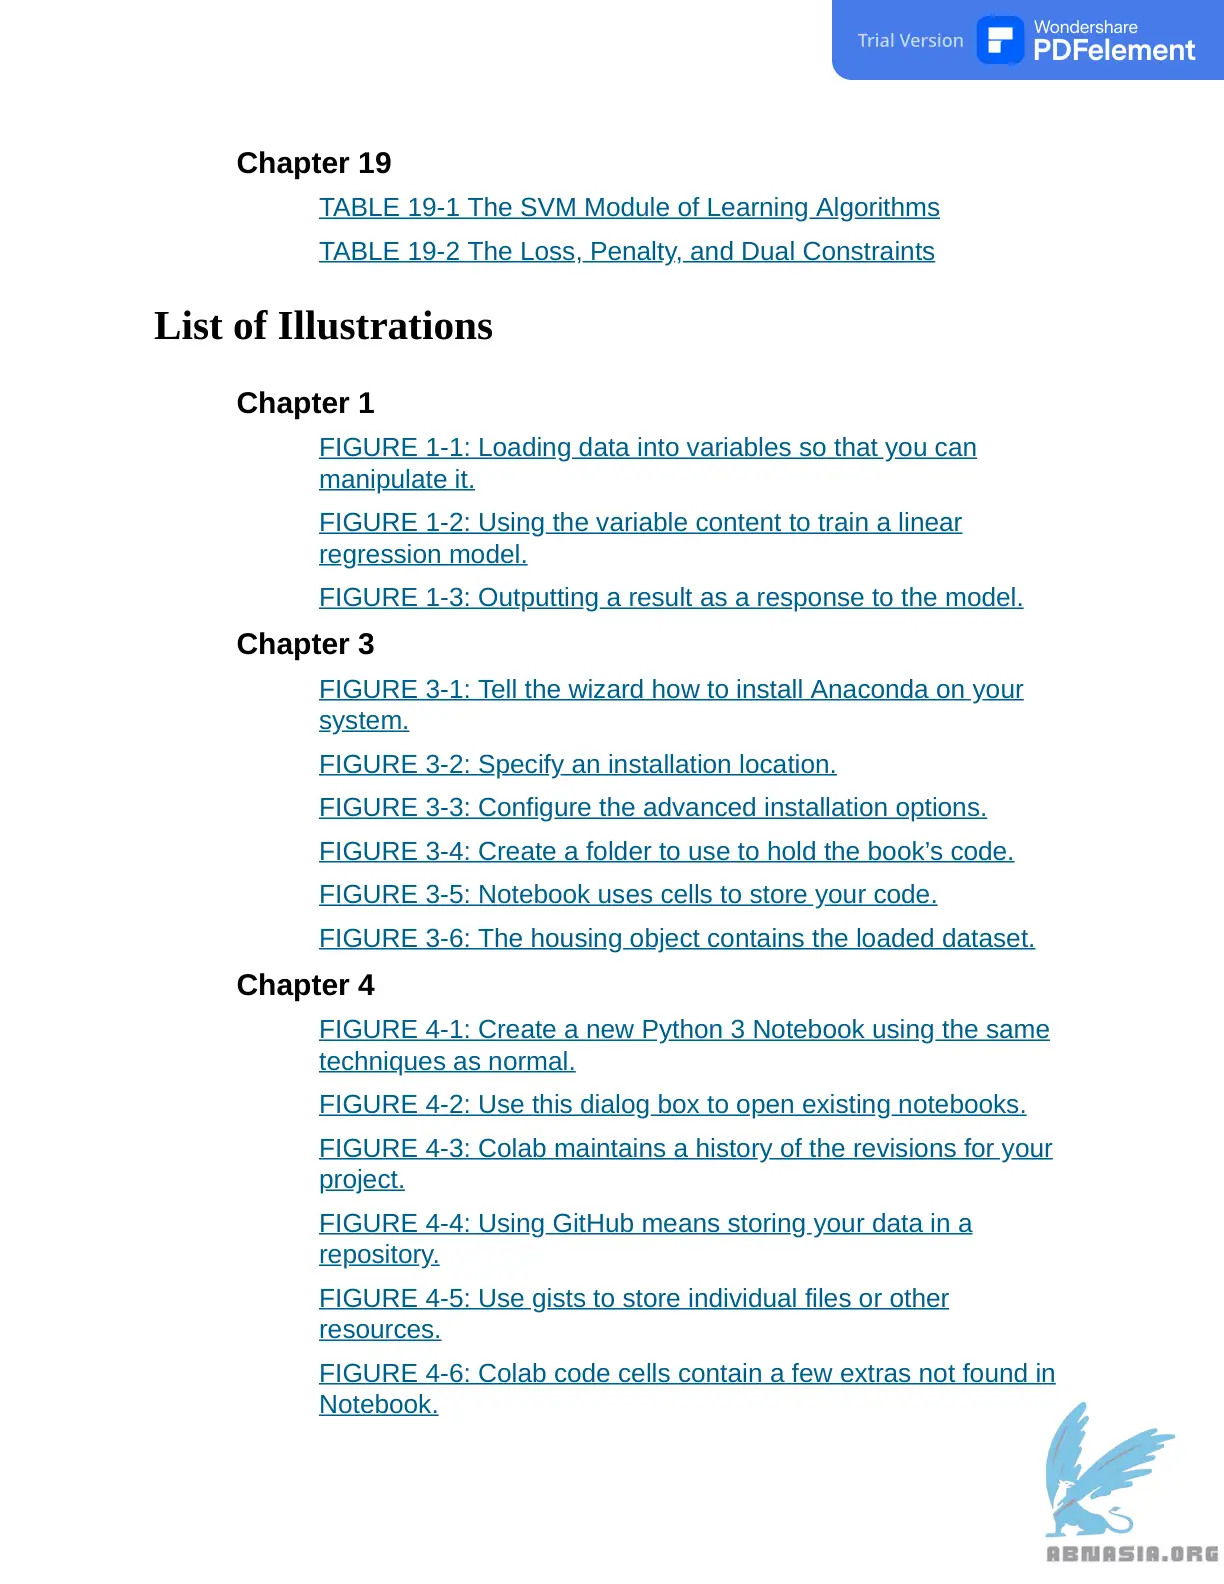 Trial Version
Wondershare
PDFelement
Chapter 19
TABLE 19-1 The SVM Module of Learning Algorithms
TABLE 19-2 The Loss, Penalty, and Dual Constraints
List of Illustrations
Chapter 1
FIGURE 1-1: Loading data into variables so that you can
manipulate it.
FIGURE 1-2: Using the variable content to train a linear
regression model.
FIGURE 1-3: Outputting a result as a response to the model.
Chapter 3
FIGURE 3-1: Tell the wizard how to install Anaconda on your
system.
FIGURE 3-2: Specify an installation location.
FIGURE 3-3: Configure the advanced installation options.
FIGURE 3-4: Create a folder to use to hold the book’s code.
FIGURE 3-5: Notebook uses cells to store your code.
FIGURE 3-6: The housing object contains the loaded dataset.
Chapter 4
FIGURE 4-1: Create a new Python 3 Notebook using the same
techniques as normal.
FIGURE 4-2: Use this dialog box to open existing notebooks.
FIGURE 4-3: Colab maintains a history of the revisions for your
project.
FIGURE 4-4: Using GitHub means storing your data in a
repository.
FIGURE 4-5: Use gists to store individual files or other
resources.
FIGURE 4-6: Colab code cells contain a few extras not found in
Notebook.
ABNASIA.ORG